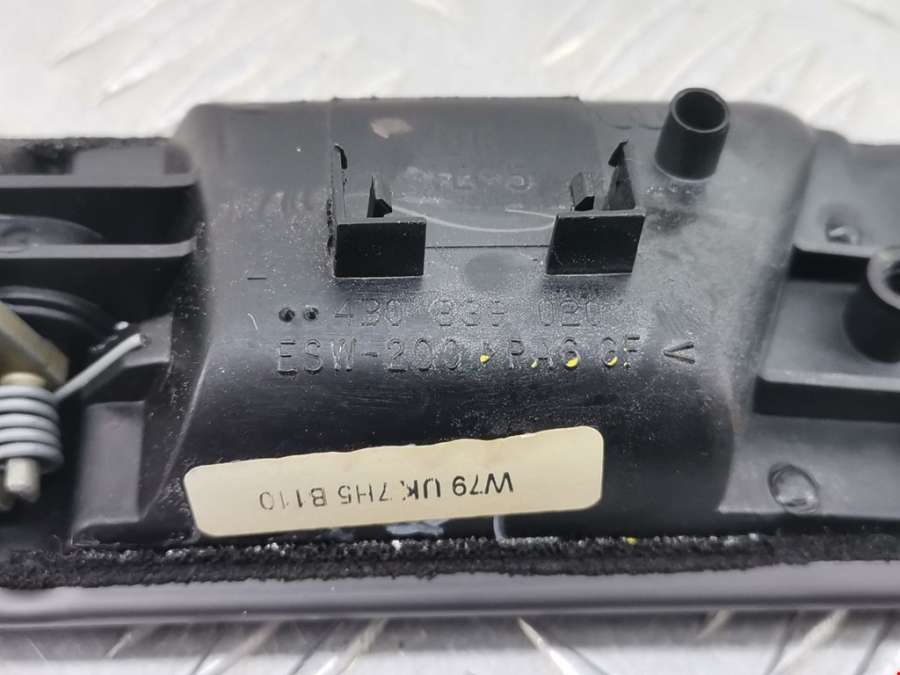 4B0 839 020
ESW-200 >PA6 GF <
W79 UK 7H5 B110